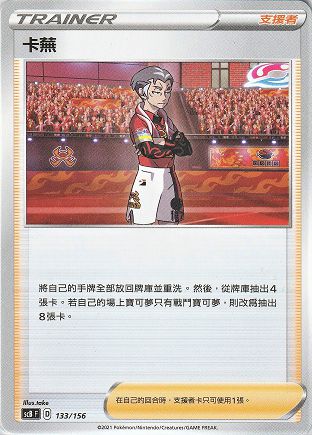 TRAINER
支援者
卡蕪
將自己的手牌全部放回牌庫並重洗。然後，從牌庫抽出4
張卡。若自己的場上寶可夢只有戰鬥寶可夢，則改為抽出
8張卡。
Illus.take
在自己的回合時，支援者卡只可使用1張。
D
133/156
©2021 Pokémon/Nintendo/Creatures/GAME FREAK.